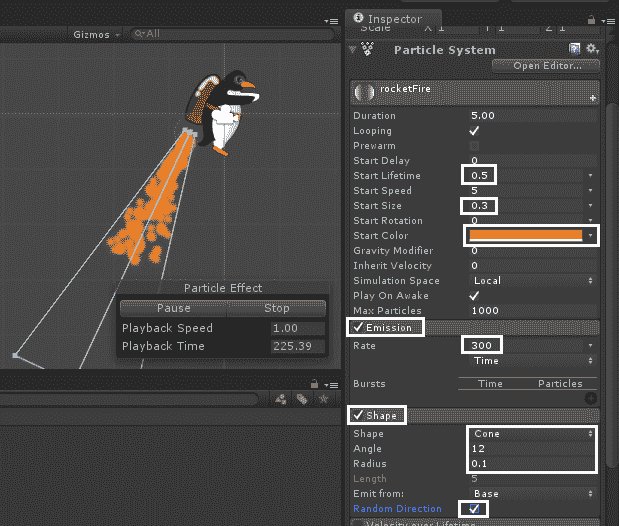 Inspector
Gizmos
All
Scale X 1 Y 1 Z 1
Particle System
Open Editor...
rocketFire
Duration 5.00
Looping
Prewarm
Start Delay 0
Start Lifetime 0.5
Start Speed 5
Start Size 0.3
Start Rotation 0
Start Color
Gravity Modifier 0
Inherit Velocity 0
Simulation Space Local
Play On Awake
Max Particles 1000
Emission
Rate 300
Time
Bursts Time Particles
Shape
Shape Cone
Angle 12
Radius 0.1
Length 5
Emit from: Base
Random Direction
Velocity over Lifetime
Particle Effect
Pause Stop
Playback Speed 1.00
Playback Time 225.39